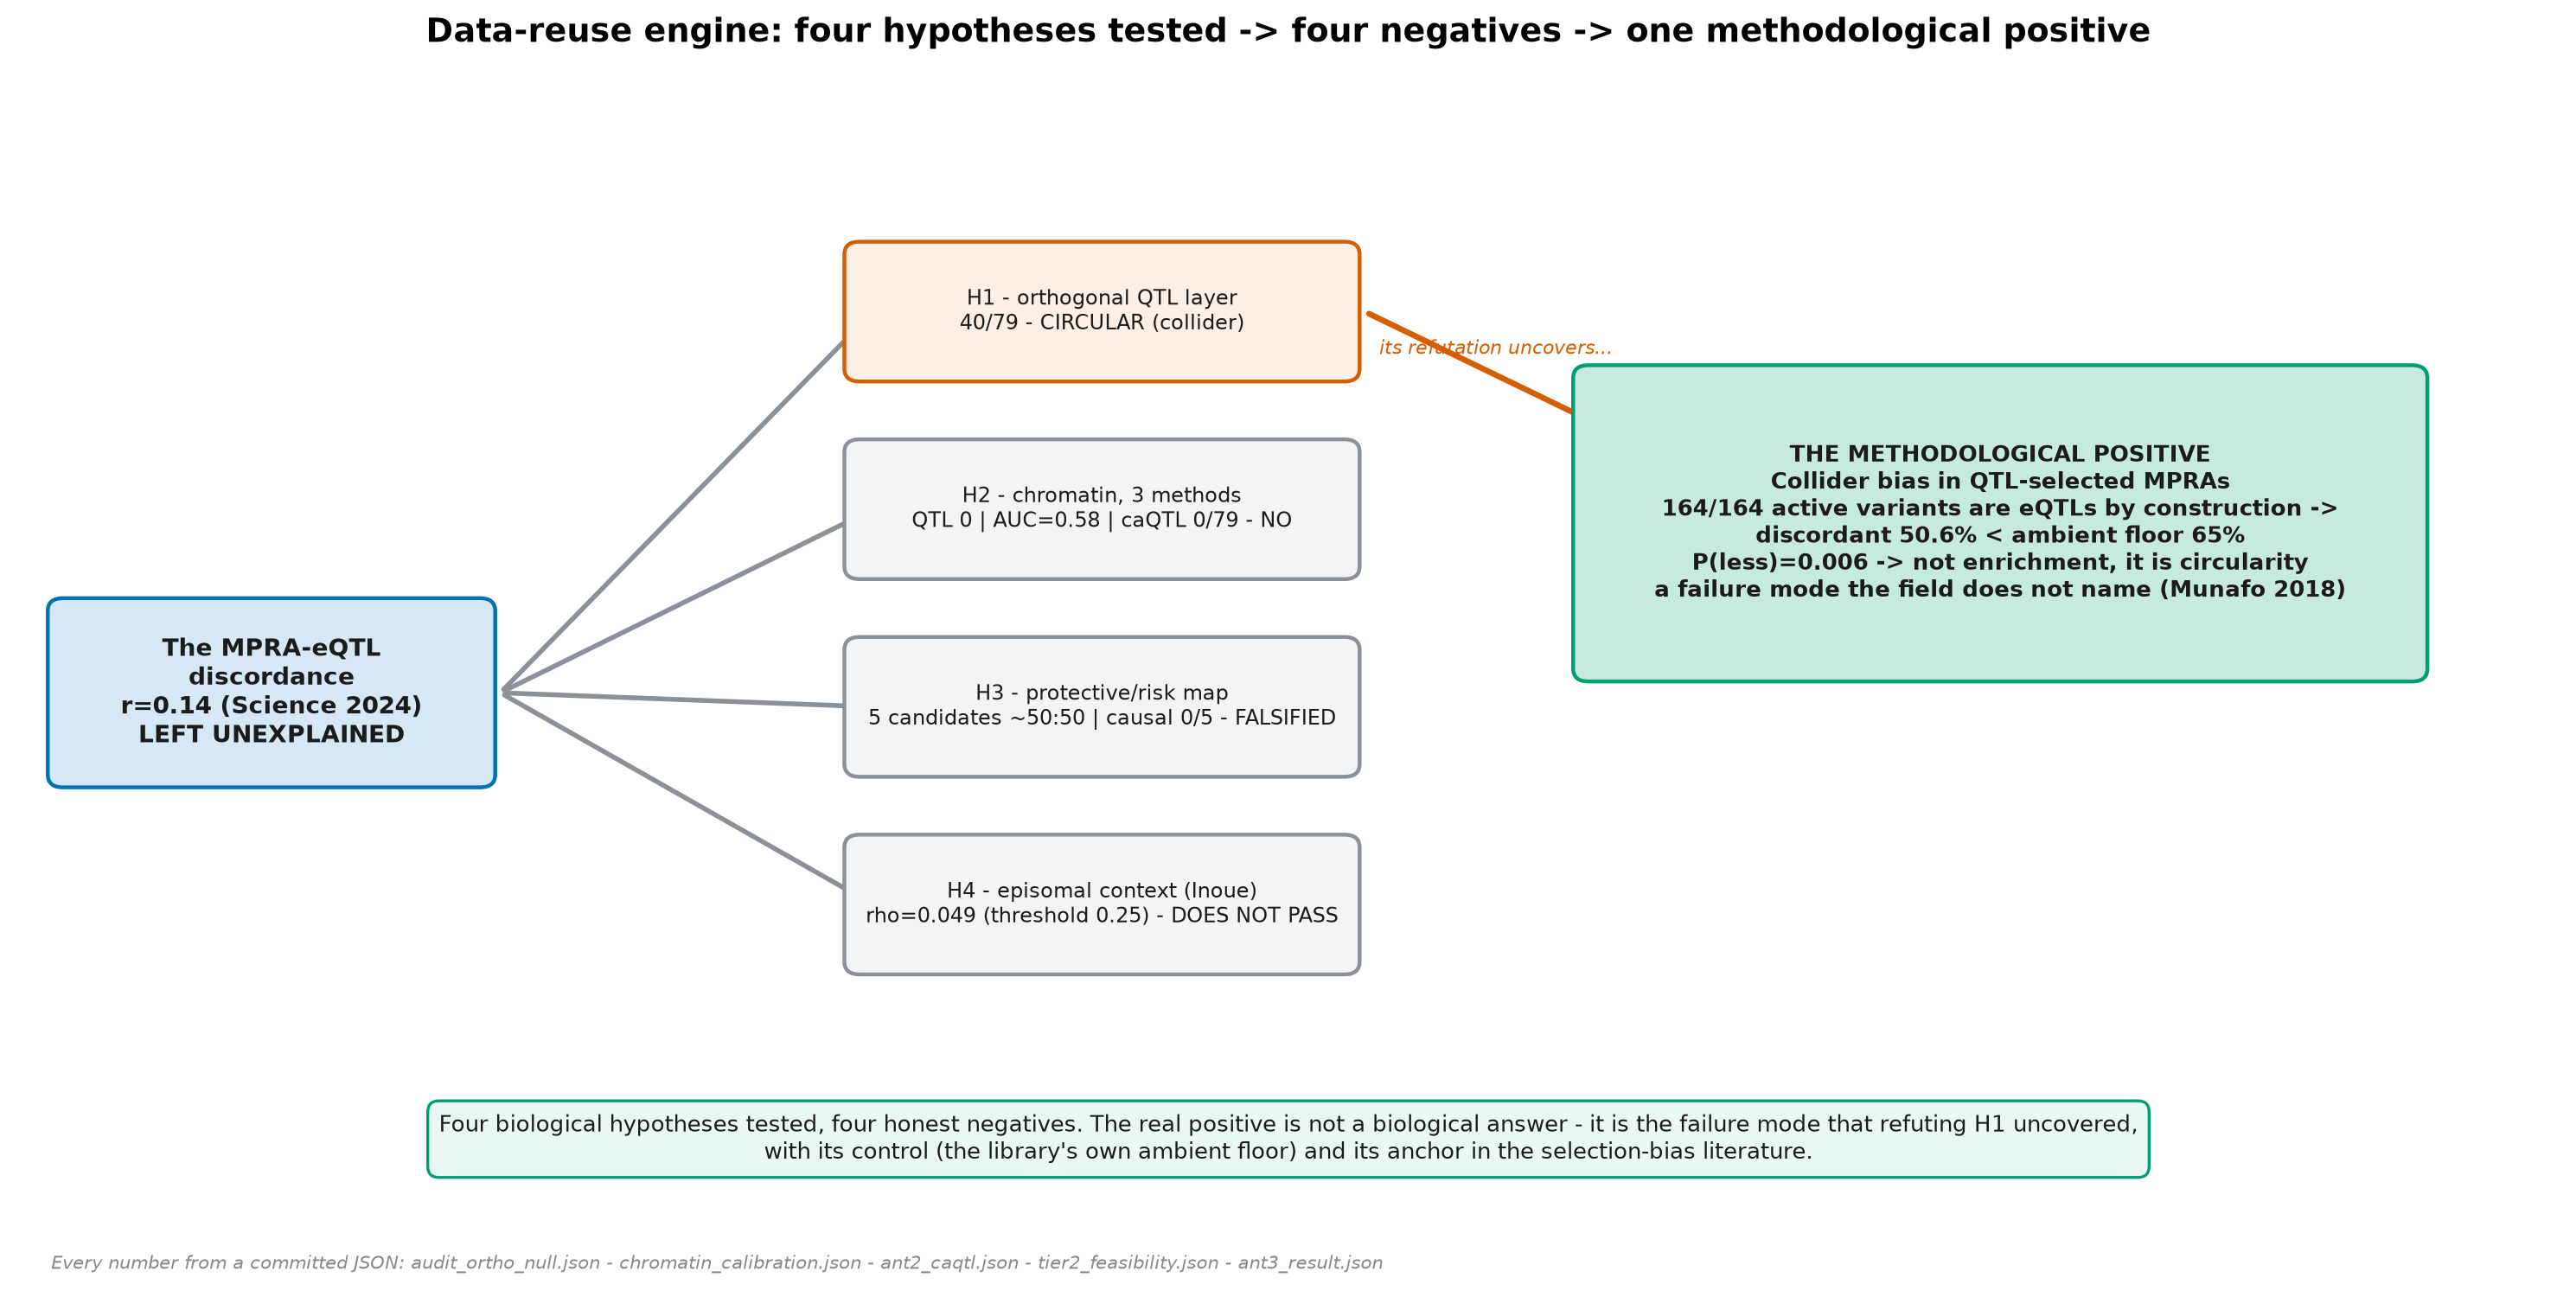 Data-reuse engine: four hypotheses tested -> four negatives -> one methodological positive
The MPRA-eQTL
discordance
r=0.14 (Science 2024)
LEFT UNEXPLAINED
H1 - orthogonal QTL layer
40/79 - CIRCULAR (collider)
its refutation uncovers...
H2 - chromatin, 3 methods
QTL 0 | AUC=0.58 | caQTL 0/79 - NO
H3 - protective/risk map
5 candidates ~50:50 | causal 0/5 - FALSIFIED
H4 - episomal context (Inoue)
rho=0.049 (threshold 0.25) - DOES NOT PASS
THE METHODOLOGICAL POSITIVE
Collider bias in QTL-selected MPRAs
164/164 active variants are eQTLs by construction ->
discordant 50.6% < ambient floor 65%
P(less)=0.006 -> not enrichment, it is circularity
a failure mode the field does not name (Munafo 2018)
Four biological hypotheses tested, four honest negatives. The real positive is not a biological answer - it is the failure mode that refuting H1 uncovered,
with its control (the library's own ambient floor) and its anchor in the selection-bias literature.
Every number from a committed JSON: audit_ortho_null.json - chromatin_calibration.json - ant2_caqtl.json - tier2_feasibility.json - ant3_result.json